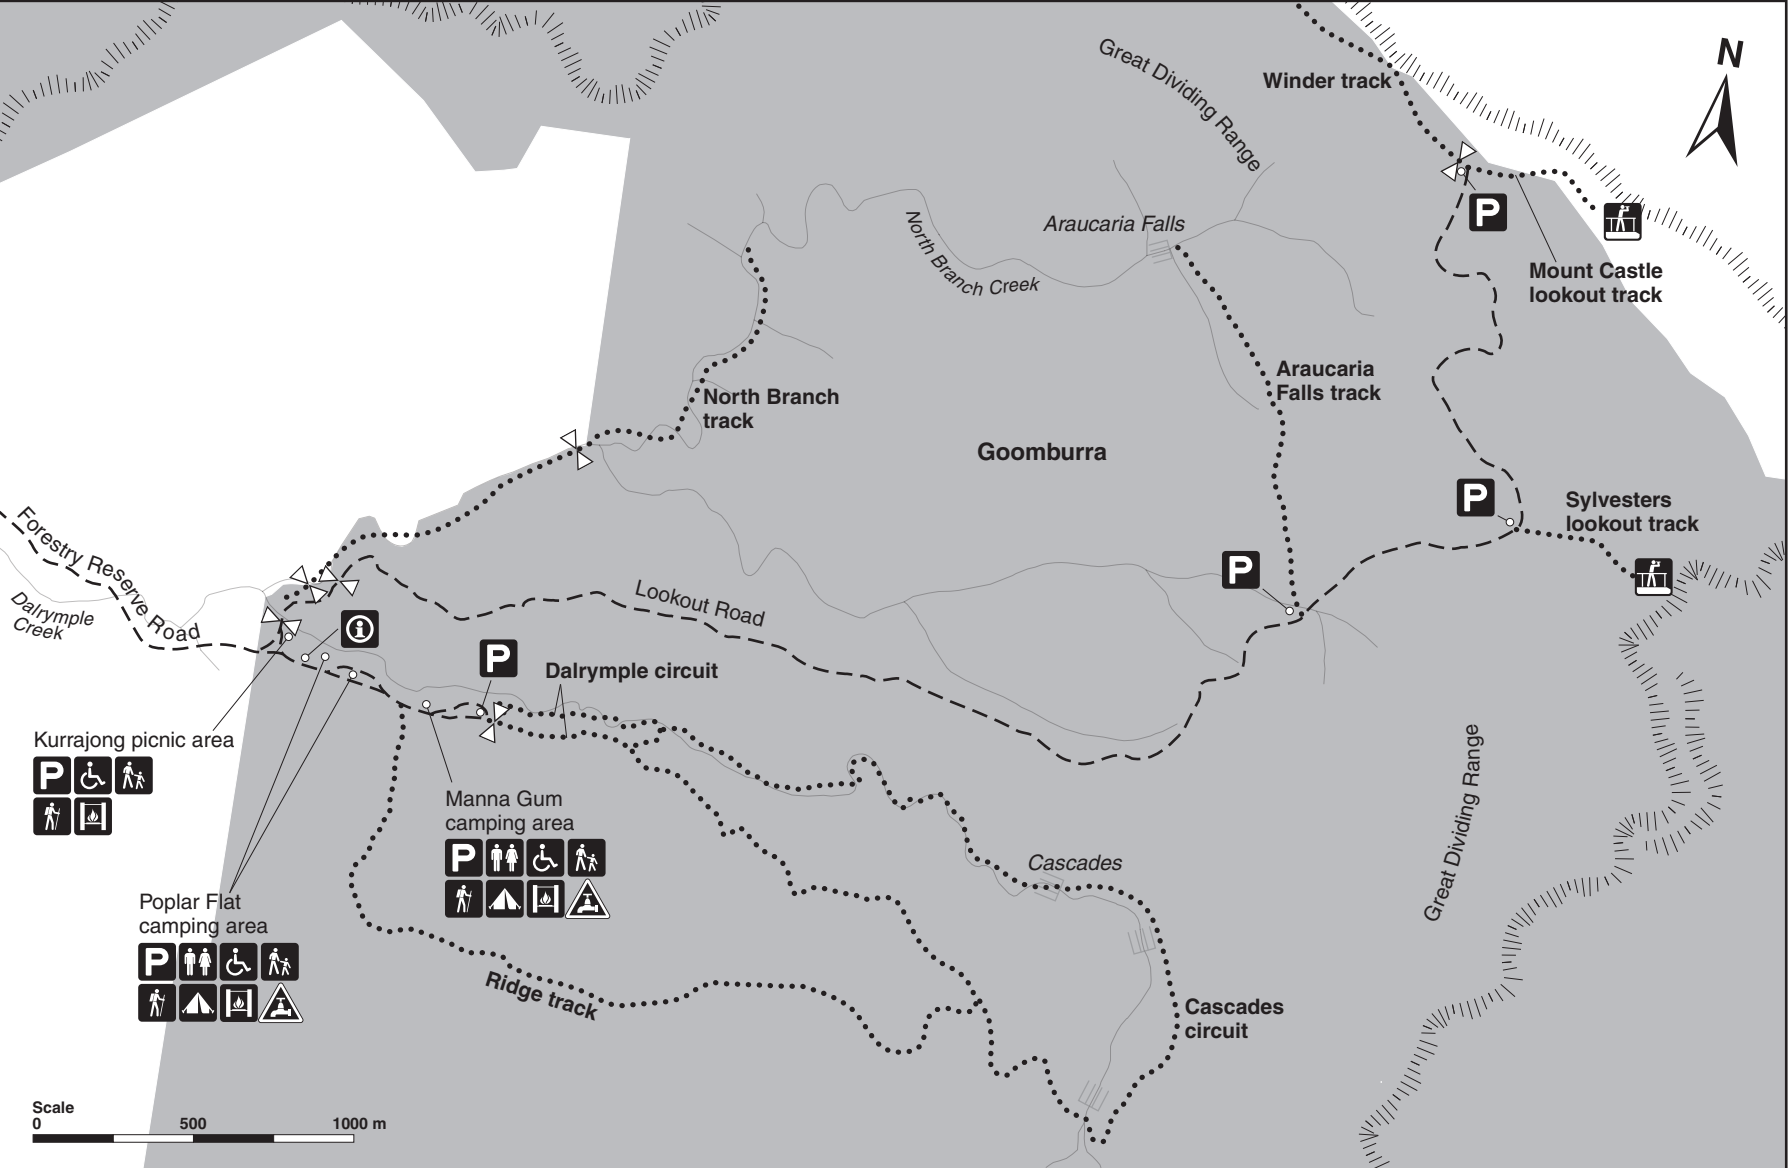 N
Great Dividing Range
Winder track
P
Araucaria Falls
North Branch Creek
Mount Castle
lookout track
Araucaria
Falls track
North Branch
track
Goomburra
P
Sylvesters
lookout track
Forestry Reserve Road
Dalrymple
Creek
P
Lookout Road
i
P
Dalrymple circuit
Kurrajong picnic area
P
Manna Gum
camping area
P
Great Dividing Range
Cascades
Poplar Flat
camping area
P
Ridge track
Cascades
circuit
Scale
0 500 1000 m